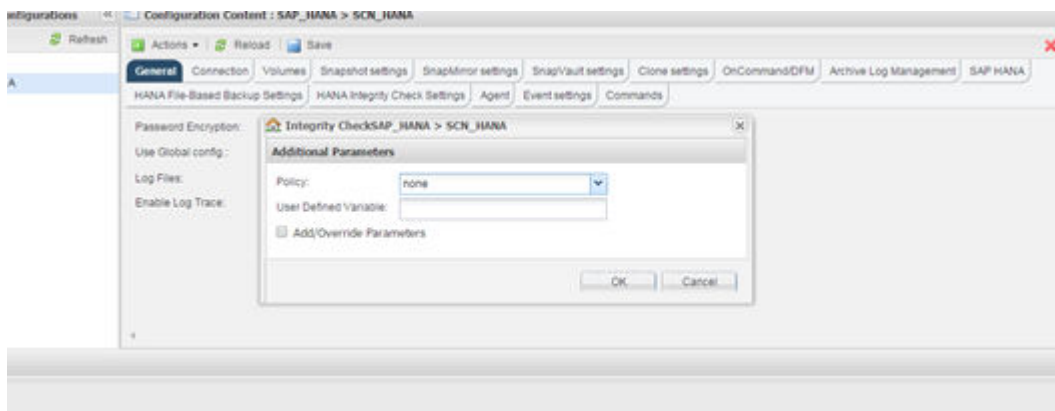 Configuration Content : SAP_HANA > SCN_HANA
Refresh
Actions
Reload
Save
General
Connection
Volumes
Snapshot settings
SnapMirror settings
SnapVault settings
Clone settings
OnCommand/DFM
Archive Log Management
SAP HANA
HANA File-Based Backup Settings
HANA Integrity Check Settings
Agent
Event settings
Commands
Password Encryption:
Use Global config.:
Log Files:
Enable Log Trace:
Integrity CheckSAP_HANA > SCN_HANA
Additional Parameters
Policy:
none
User Defined Variable:
Add/Override Parameters
OK
Cancel